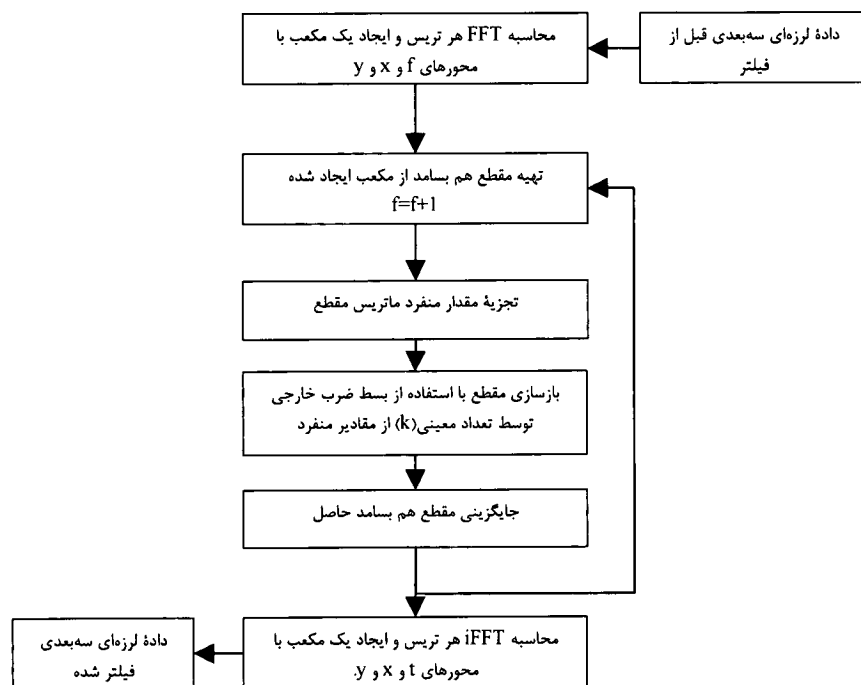 دادهٔ لرزه‌ای سه‌بعدی قبل از
فیلتر
محاسبه FFT هر تریس و ایجاد یک مکعب با
محورهای f و x و y
تهیه مقطع هم بسامد از مکعب ایجاد شده
f=f+1
تجزیهٔ مقدار منفرد ماتریس مقطع
بازسازی مقطع با استفاده از بسط ضرب خارجی
توسط تعداد معینی(k) از مقادیر منفرد
جایگزینی مقطع هم بسامد حاصل
محاسبه iFFT هر تریس و ایجاد یک مکعب با
محورهای t و x و y.
دادهٔ لرزه‌ای سه‌بعدی
فیلتر شده